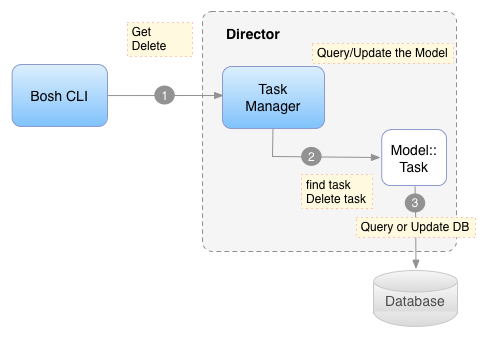 Get
Delete
Director
Query/Update the Model
Bosh CLI
1
Task
Manager
2
Model::
Task
find task
Delete task
3
Query or Update DB
Database